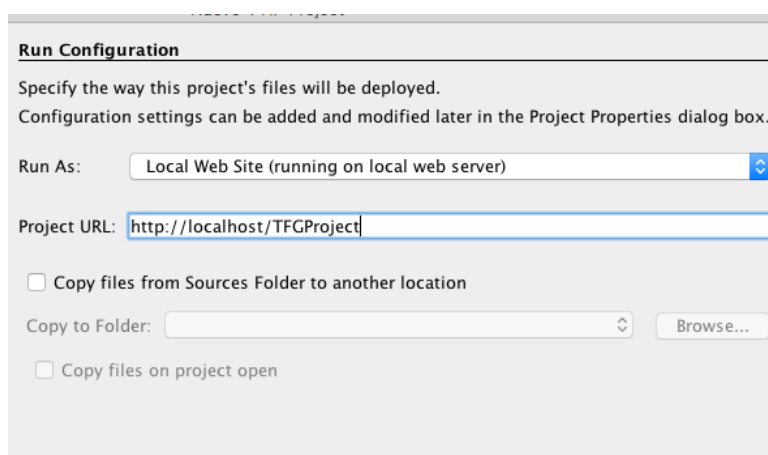 Run Configuration
Specify the way this project's files will be deployed.
Configuration settings can be added and modified later in the Project Properties dialog box.
Run As: Local Web Site (running on local web server)
Project URL: http://localhost/TFGProject
Copy files from Sources Folder to another location
Copy to Folder: Browse...
Copy files on project open